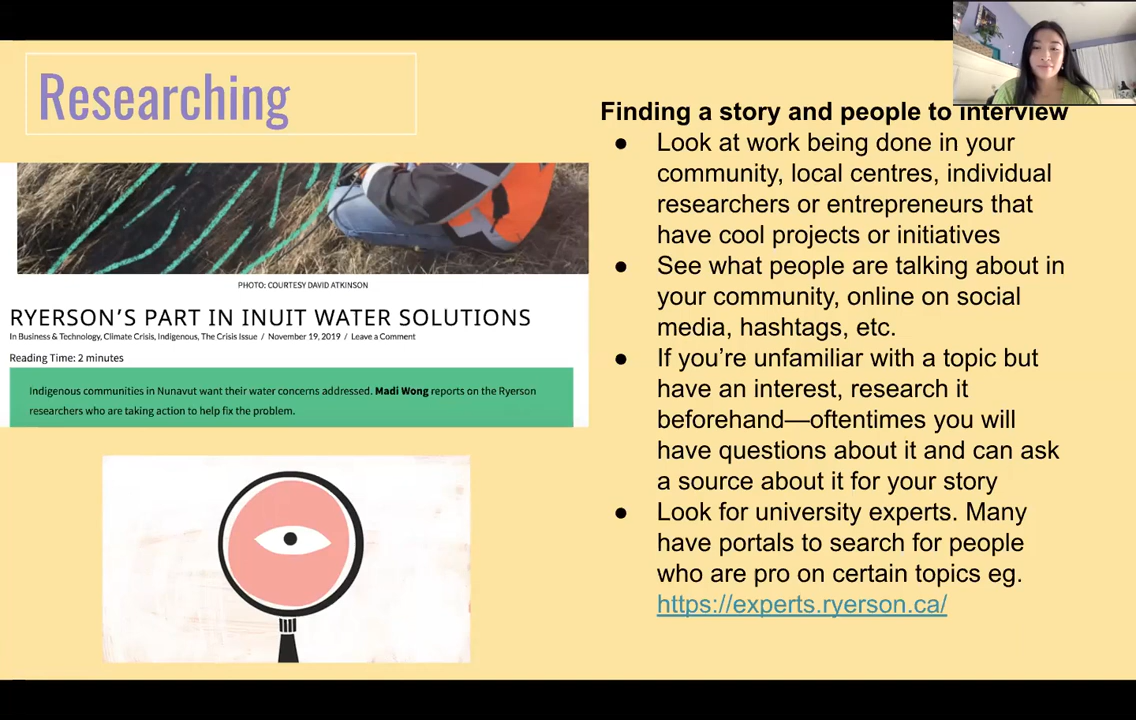 Researching
PHOTO: COURTESY DAVID ATKINSON
RYERSON'S PART IN INUIT WATER SOLUTIONS
In Business & Technology, Climate Crisis, Indigenous, The Crisis Issue / November 19, 2019 / Leave a Comment
Reading Time: 2 minutes
Indigenous communities in Nunavut want their water concerns addressed. Madi Wong reports on the Ryerson
researchers who are taking action to help fix the problem.
Finding a story and people to interview
● Look at work being done in your
community, local centres, individual
researchers or entrepreneurs that
have cool projects or initiatives
● See what people are talking about in
your community, online on social
media, hashtags, etc.
● If you're unfamiliar with a topic but
have an interest, research it
beforehand—oftentimes you will
have questions about it and can ask
a source about it for your story
● Look for university experts. Many
have portals to search for people
who are pro on certain topics eg.
https://experts.ryerson.ca/